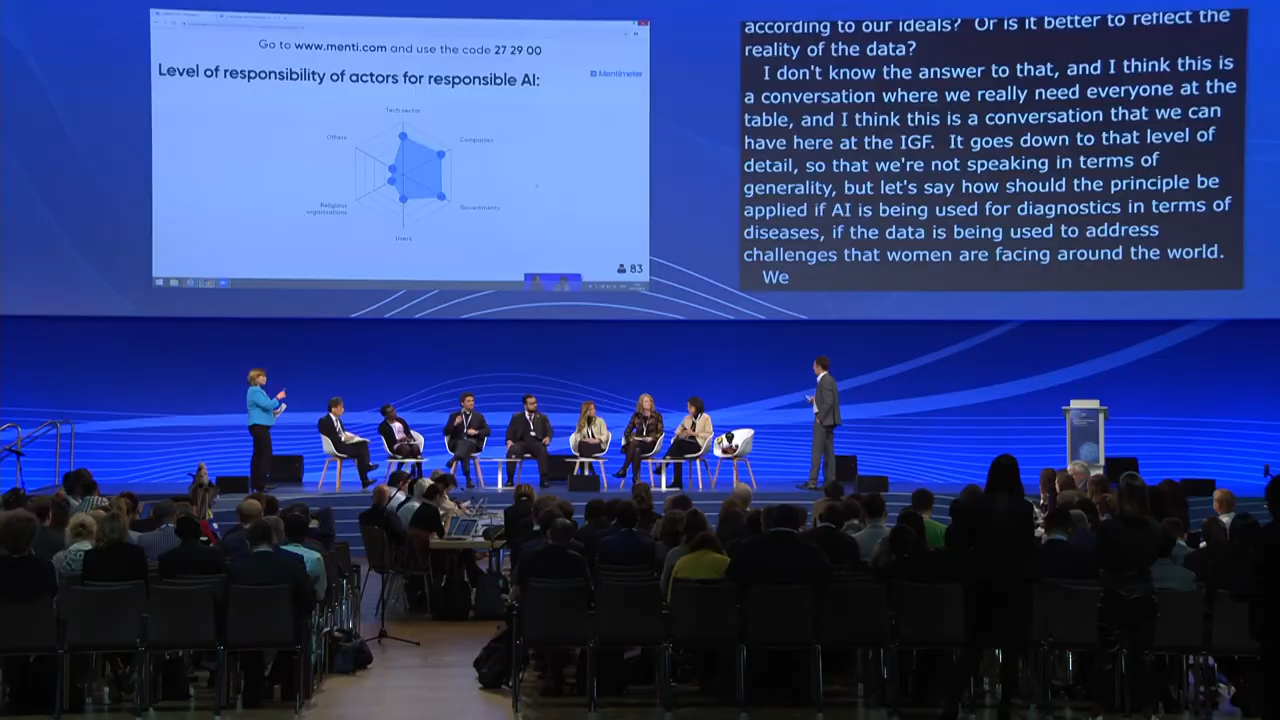 Go to www.menti.com and use the code 27 29 00
Level of responsibility of actors for responsible AI:
Mentimeter
Tech sector
Others
Companies
Religious
organisations
Governments
Users
83
according to our ideals? Or is it better to reflect the
reality of the data?
I don't know the answer to that, and I think this is
a conversation where we really need everyone at the
table, and I think this is a conversation that we can
have here at the IGF. It goes down to that level of
detail, so that we're not speaking in terms of
generality, but let's say how should the principle be
applied if AI is being used for diagnostics in terms of
diseases, if the data is being used to address
challenges that women are facing around the world.
We